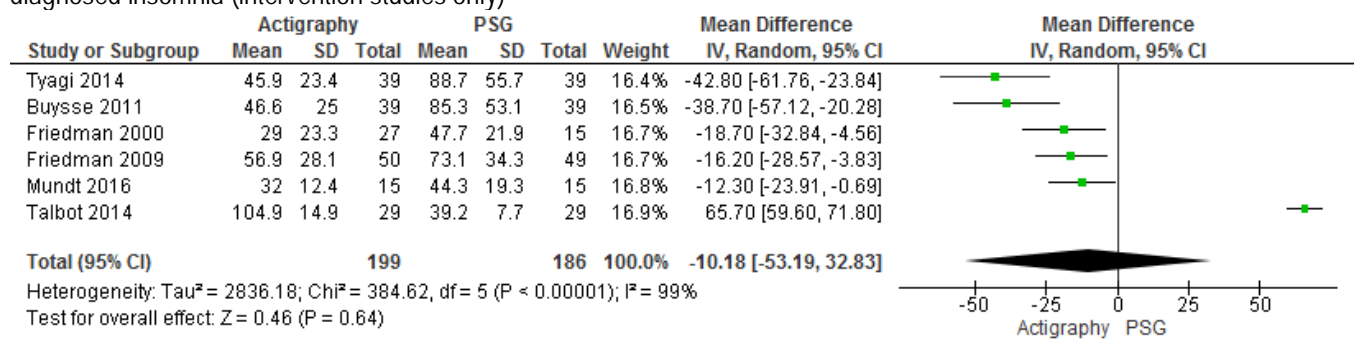 diagnosed insomnia (intervention studies only)
Actigraphy PSG Mean Difference Mean Difference
Study or Subgroup Mean SD Total Mean SD Total Weight IV, Random, 95% CI IV, Random, 95% CI
Tyagi 2014 45.9 23.4 39 88.7 55.7 39 16.4% -42.80 [-61.76, -23.84]
Buysse 2011 46.6 25 39 85.3 53.1 39 16.5% -38.70 [-57.12, -20.28]
Friedman 2000 29 23.3 27 47.7 21.9 15 16.7% -18.70 [-32.84, -4.56]
Friedman 2009 56.9 28.1 50 73.1 34.3 49 16.8% -16.20 [-28.57, -3.83]
Mundt 2016 32 12.4 15 44.3 19.3 15 16.8% -12.30 [-23.91, -0.69]
Talbot 2014 104.9 14.9 29 39.2 7.7 29 16.9% 65.70 [59.60, 71.80]
Total (95% CI) 199 186 100.0% -10.18 [-53.19, 32.83]
Heterogeneity: Tau² = 2836.18; Chi² = 384.62, df = 5 (P < 0.00001); I² = 99%
Test for overall effect: Z = 0.46 (P = 0.64)
-50 -25 0 25 50
Actigraphy PSG